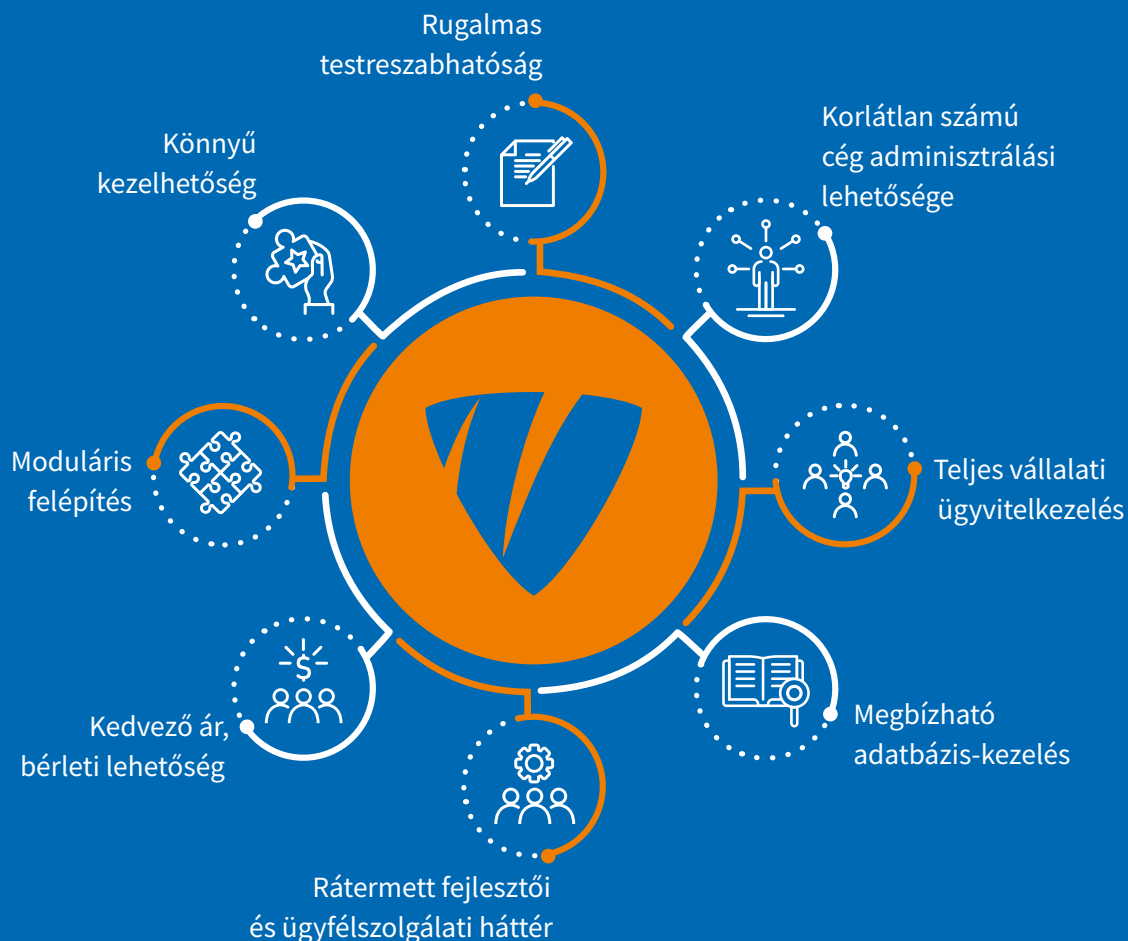 Rugalmas
testreszabhatóság
Korlátlan számú
cég adminisztrálási
lehetősége
Teljes vállalati
ügyvitelkezelés
Megbízható
adatbázis-kezelés
Rátermett fejlesztői
és ügyfélszolgálati háttér
Kedvező ár,
bérleti lehetőség
Moduláris
felépítés
Könnyű
kezelhetőség
$